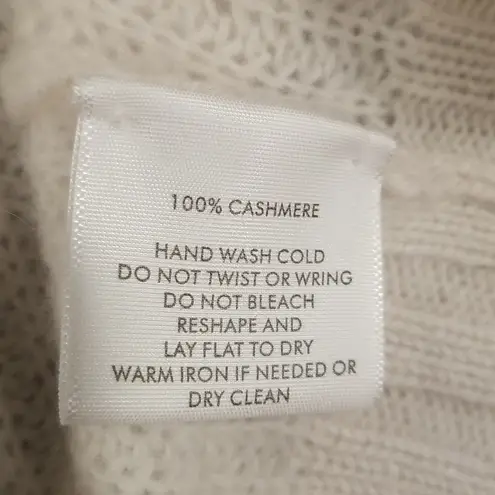 100% CASHMERE
HAND WASH COLD
DO NOT TWIST OR WRING
DO NOT BLEACH
RESHAPE AND
LAY FLAT TO DRY
WARM IRON IF NEEDED OR
DRY CLEAN